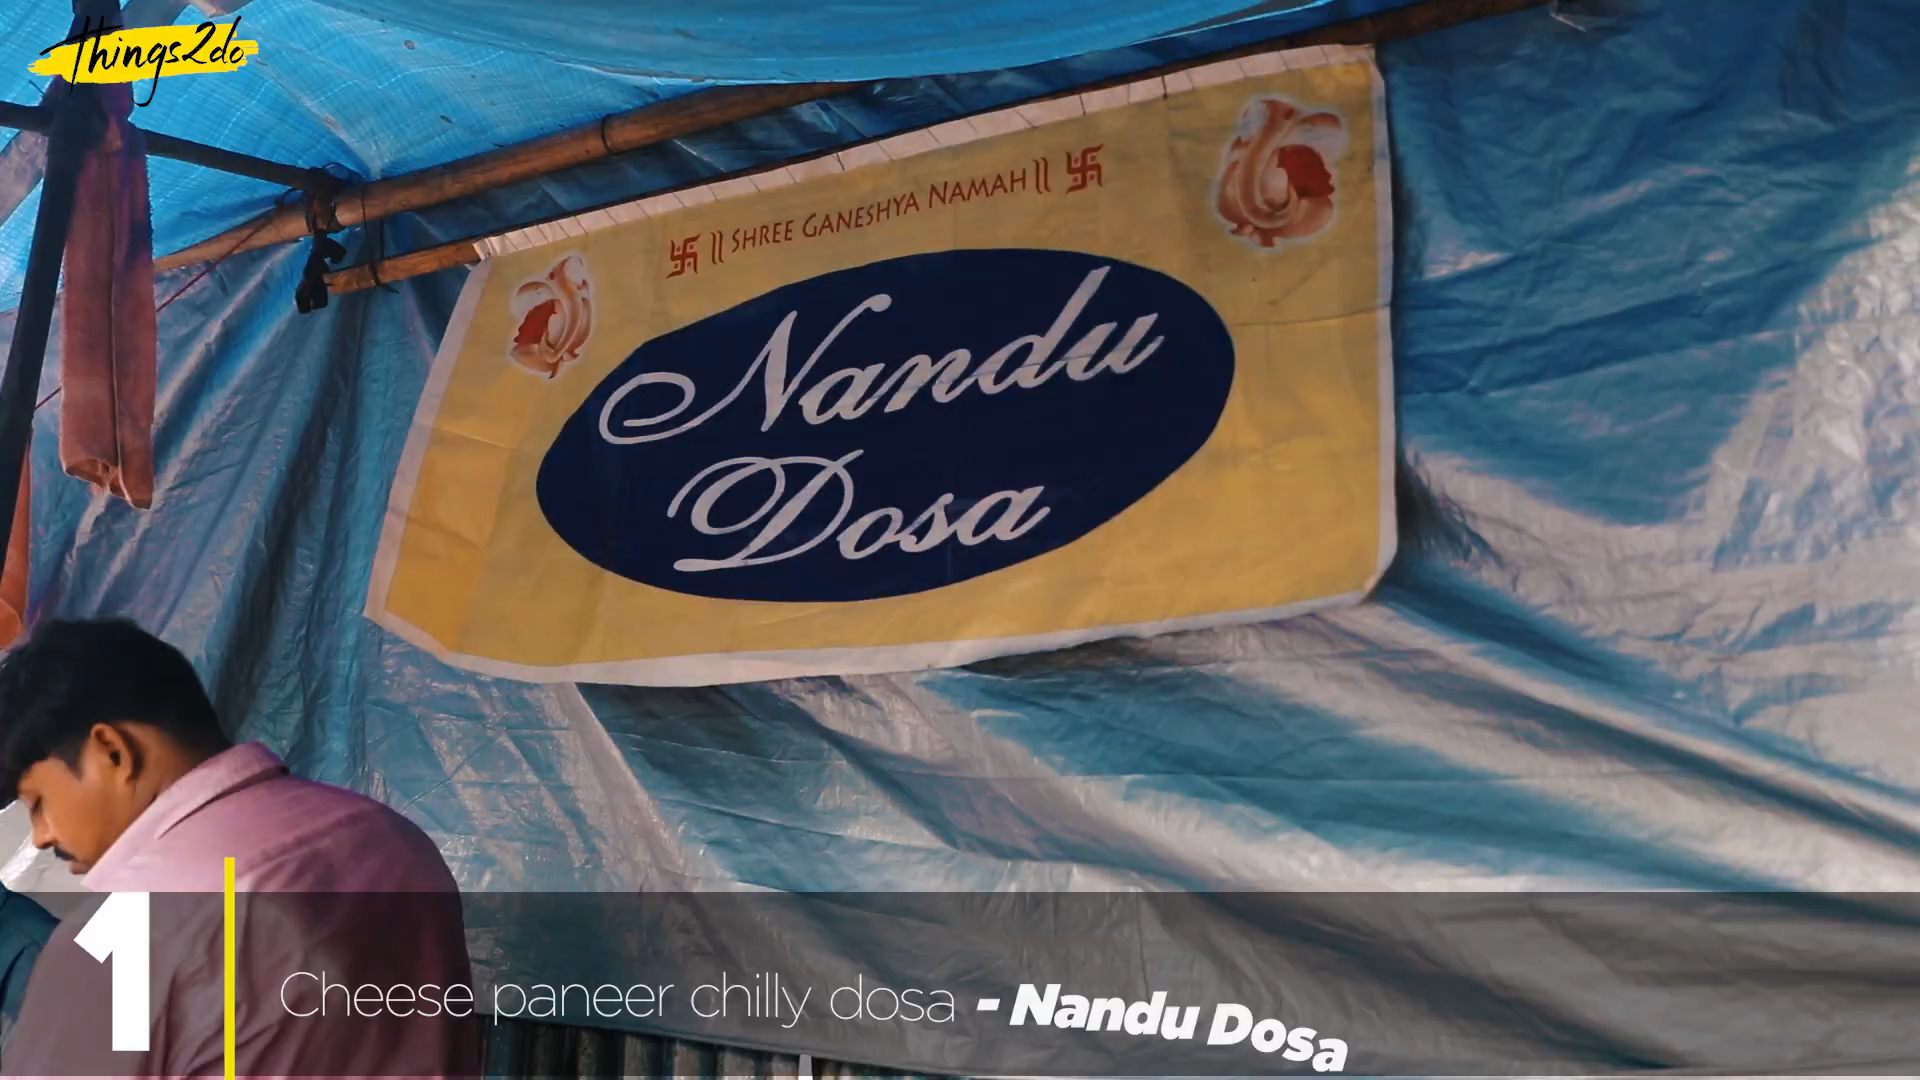 Things2do
卐 || SHREE GANESHYA NAMAH || 卐
Nandu
Dosa
1
Cheese paneer chilly dosa - Nandu Dosa